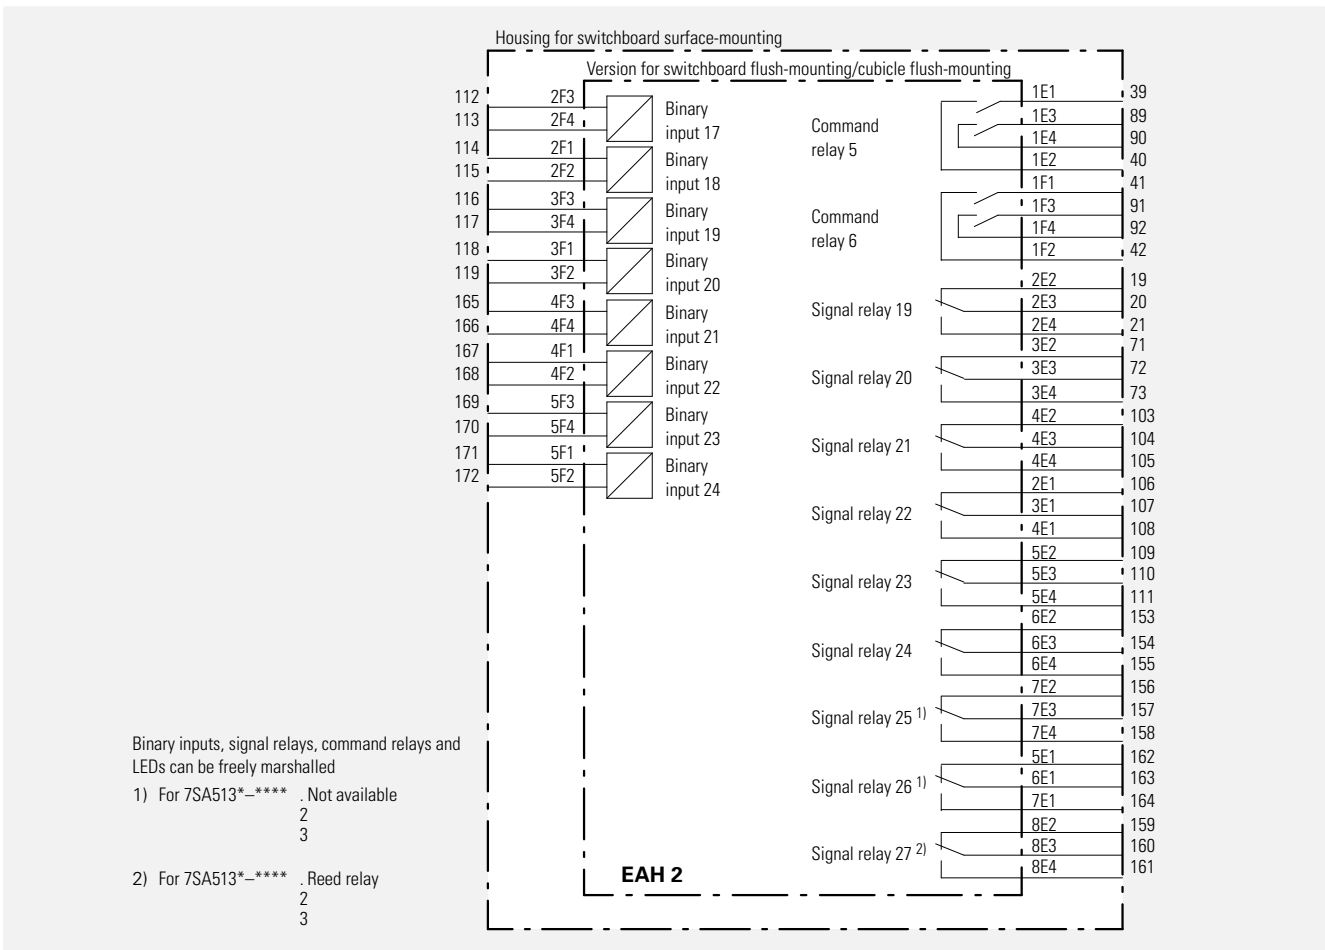 Housing for switchboard surface-mounting
Version for switchboard flush-mounting/cubicle flush-mounting
112 2F3
113 2F4
Binary
input 17
114 2F1
115 2F2
Binary
input 18
116 3F3
117 3F4
Binary
input 19
118 3F1
119 3F2
Binary
input 20
165 4F3
166 4F4
Binary
input 21
167 4F1
168 4F2
Binary
input 22
169 5F3
170 5F4
Binary
input 23
171 5F1
172 5F2
Binary
input 24
Command
relay 5
1E1 39
1E3 89
1E4 90
1E2 40
Command
relay 6
1F1 41
1F3 91
1F4 92
1F2 42
Signal relay 19
2E2 19
2E3 20
2E4 21
Signal relay 20
3E2 71
3E3 72
3E4 73
Signal relay 21
4E2 103
4E3 104
4E4 105
Signal relay 22
2E1 106
3E1 107
4E1 108
Signal relay 23
5E2 109
5E3 110
5E4 111
Signal relay 24
6E2 153
6E3 154
6E4 155
Signal relay 25 1)
7E2 156
7E3 157
7E4 158
Signal relay 26 1)
5E1 162
6E1 163
7E1 164
Signal relay 27 2)
8E2 159
8E3 160
8E4 161
EAH 2
Binary inputs, signal relays, command relays and
LEDs can be freely marshalled
1) For 7SA513*–**** . Not available
2
3
2) For 7SA513*–**** . Reed relay
2
3